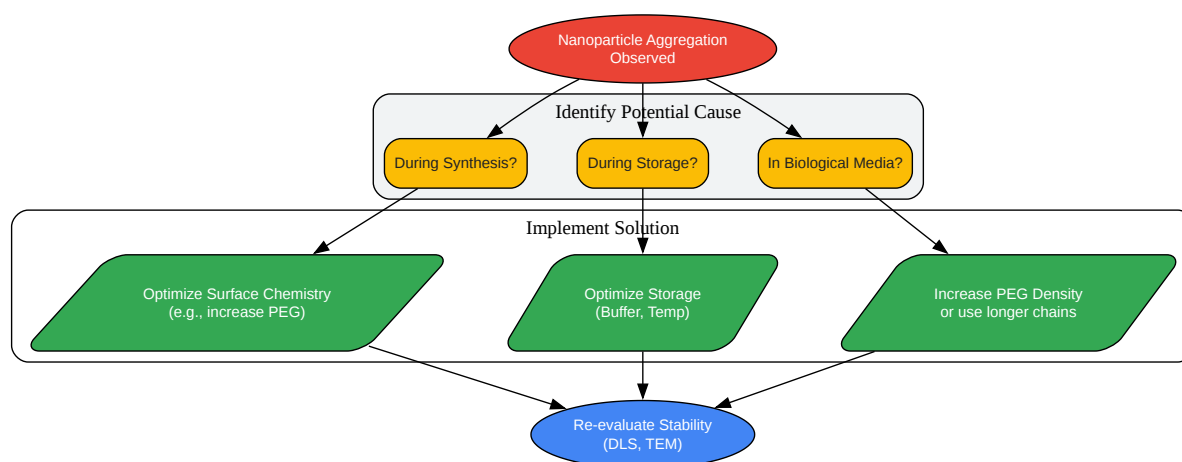 Nanoparticle Aggregation
Observed
Identify Potential Cause
During Synthesis?
During Storage?
In Biological Media?
Implement Solution
Optimize Surface Chemistry
(e.g., increase PEG)
Optimize Storage
(Buffer, Temp)
Increase PEG Density
or use longer chains
Re-evaluate Stability
(DLS, TEM)